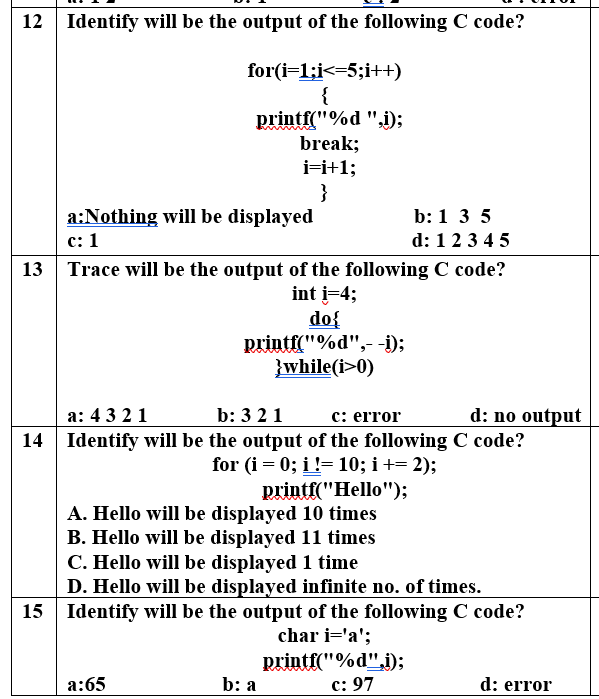 12 Identify will be the output of the following C code?
for(i=1;i<=5;i++)
{
printf("%d ",i);
break;
i=i+1;
}
a:Nothing will be displayed b: 1 3 5
c: 1 d: 1 2 3 4 5
13 Trace will be the output of the following C code?
int i=4;
do{
printf("%d",- -i);
}while(i>0)
a: 4 3 2 1 b: 3 2 1 c: error d: no output
14 Identify will be the output of the following C code?
for (i = 0; i != 10; i += 2);
printf("Hello");
A. Hello will be displayed 10 times
B. Hello will be displayed 11 times
C. Hello will be displayed 1 time
D. Hello will be displayed infinite no. of times.
15 Identify will be the output of the following C code?
char i='a';
printf("%d",i);
a:65 b: a c: 97 d: error